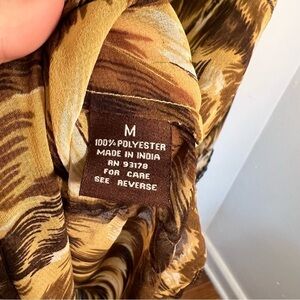 M
100% POLYESTER
MADE IN INDIA
RN 93178
FOR CARE
SEE REVERSE